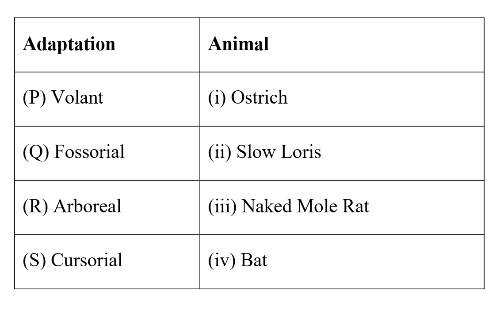 Adaptation Animal
(P) Volant (i) Ostrich
(Q) Fossorial (ii) Slow Loris
(R) Arboreal (iii) Naked Mole Rat
(S) Cursorial (iv) Bat